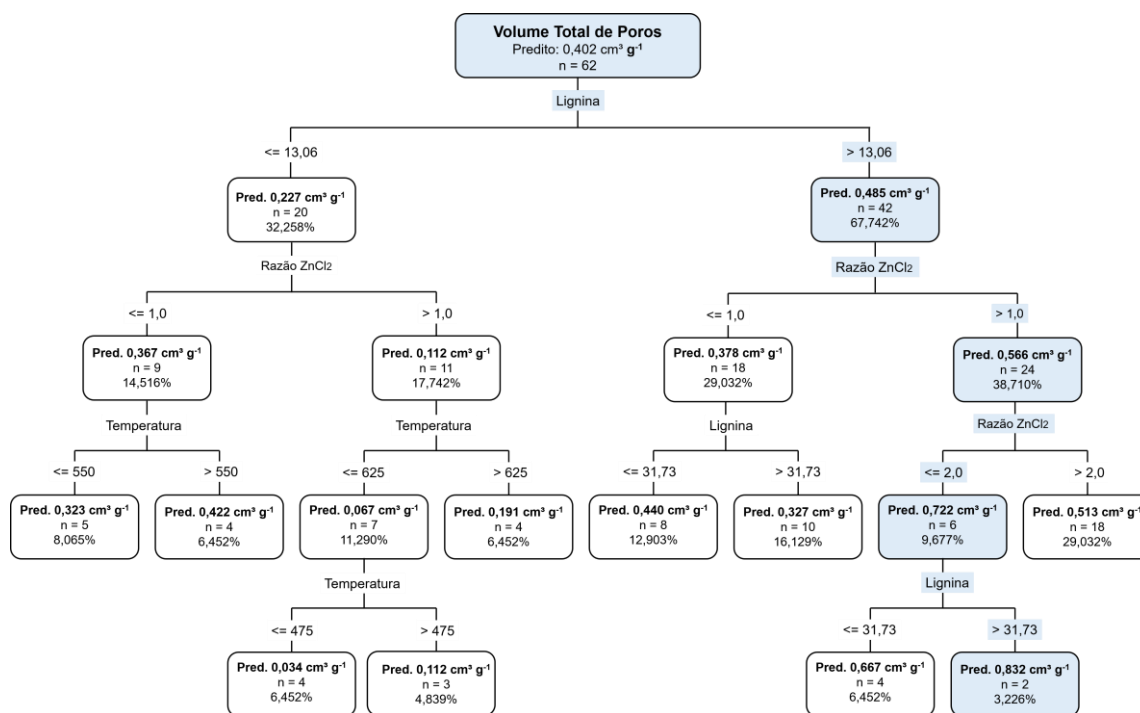 Volume Total de Poros
Predito: 0,402 cm³ g⁻¹
n = 62
Lignina
<= 13,06
> 13,06
Pred. 0,227 cm³ g⁻¹
n = 20
32,258%
Pred. 0,485 cm³ g⁻¹
n = 42
67,742%
Razão ZnCl₂
Razão ZnCl₂
<= 1,0
> 1,0
<= 1,0
> 1,0
Pred. 0,367 cm³ g⁻¹
n = 9
14,516%
Pred. 0,112 cm³ g⁻¹
n = 11
17,742%
Pred. 0,378 cm³ g⁻¹
n = 18
29,032%
Pred. 0,566 cm³ g⁻¹
n = 24
38,710%
Temperatura
Temperatura
Lignina
Razão ZnCl₂
<= 550
> 550
<= 625
> 625
<= 31,73
> 31,73
<= 2,0
> 2,0
Pred. 0,323 cm³ g⁻¹
n = 5
8,065%
Pred. 0,422 cm³ g⁻¹
n = 4
6,452%
Pred. 0,067 cm³ g⁻¹
n = 7
11,290%
Pred. 0,191 cm³ g⁻¹
n = 4
6,452%
Pred. 0,440 cm³ g⁻¹
n = 8
12,903%
Pred. 0,327 cm³ g⁻¹
n = 10
16,129%
Pred. 0,722 cm³ g⁻¹
n = 6
9,677%
Pred. 0,513 cm³ g⁻¹
n = 18
29,032%
Temperatura
Lignina
<= 475
> 475
<= 31,73
> 31,73
Pred. 0,034 cm³ g⁻¹
n = 4
6,452%
Pred. 0,112 cm³ g⁻¹
n = 3
4,839%
Pred. 0,667 cm³ g⁻¹
n = 4
6,452%
Pred. 0,832 cm³ g⁻¹
n = 2
3,226%